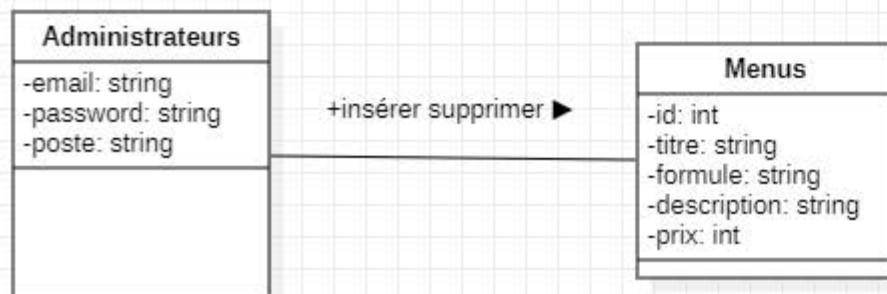 Administrateurs
-email: string
-password: string
-poste: string
+insérer supprimer ▶
Menus
-id: int
-titre: string
-formule: string
-description: string
-prix: int